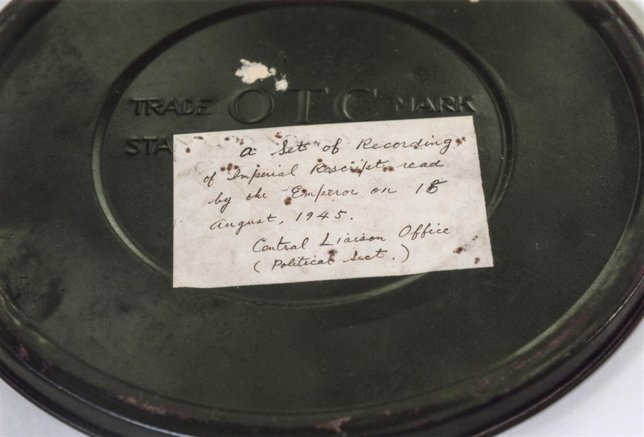 TRADE OTC MARK
STA
A Set of Recording
of Imperial Rescript read
by the Emperor on 15
August, 1945.
Central Liaison Office
(Political Sect.)